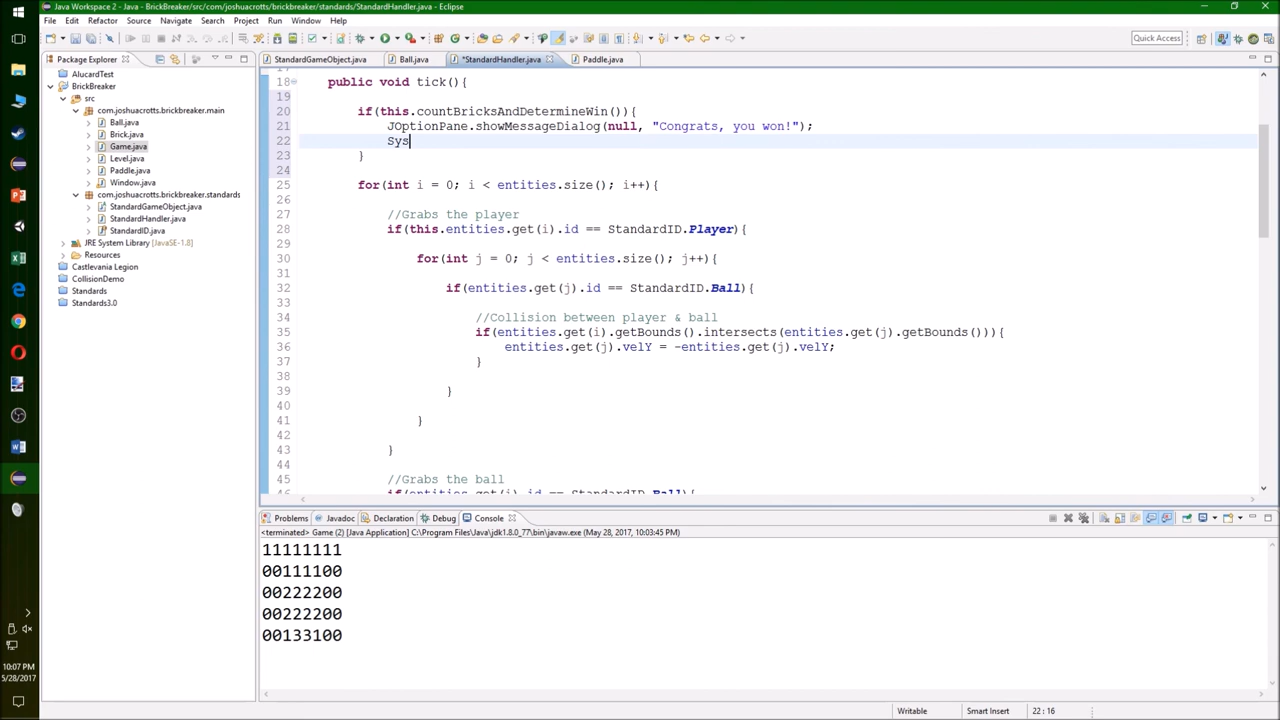 Java Workspace 2 - Java - BrickBreaker/src/com/joshuacrotts/brickbreaker/standards/StandardHandler.java - Eclipse
File Edit Refactor Source Navigate Search Project Run Window Help
Quick Access
Package Explorer
StandardGameObject.java
Ball.java
*StandardHandler.java
Paddle.java
AlucardTest
BrickBreaker
src
com.joshuacrotts.brickbreaker.main
Ball.java
Brick.java
Game.java
Level.java
Paddle.java
Window.java
com.joshuacrotts.brickbreaker.standards
StandardGameObject.java
StandardHandler.java
StandardID.java
JRE System Library [JavaSE-1.8]
Resources
Castlevania Legion
CollisionDemo
Standards
Standards3.0
18 public void tick(){
19
20 if(this.countBricksAndDetermineWin()){
21 JOptionPane.showMessageDialog(null, "Congrats, you won!");
22 Sys
23 }
24
25 for(int i = 0; i < entities.size(); i++){
26
27 //Grabs the player
28 if(this.entities.get(i).id == StandardID.Player){
29
30 for(int j = 0; j < entities.size(); j++){
31
32 if(entities.get(j).id == StandardID.Ball){
33
34 //Collision between player & ball
35 if(entities.get(i).getBounds().intersects(entities.get(j).getBounds())){
36 entities.get(j).velY = -entities.get(j).velY;
37 }
38
39 }
40
41 }
42
43 }
44
45 //Grabs the ball
46 if(entities.get(i).id == StandardID.Ball){
Problems Javadoc Declaration Debug Console
<terminated> Game (2) [Java Application] C:\Program Files\Java\jdk1.8.0_77\bin\javaw.exe (May 28, 2017, 10:03:45 PM)
11111111
00111100
00222200
00222200
00133100
10:07 PM
5/28/2017
Writable
Smart Insert
22 : 16